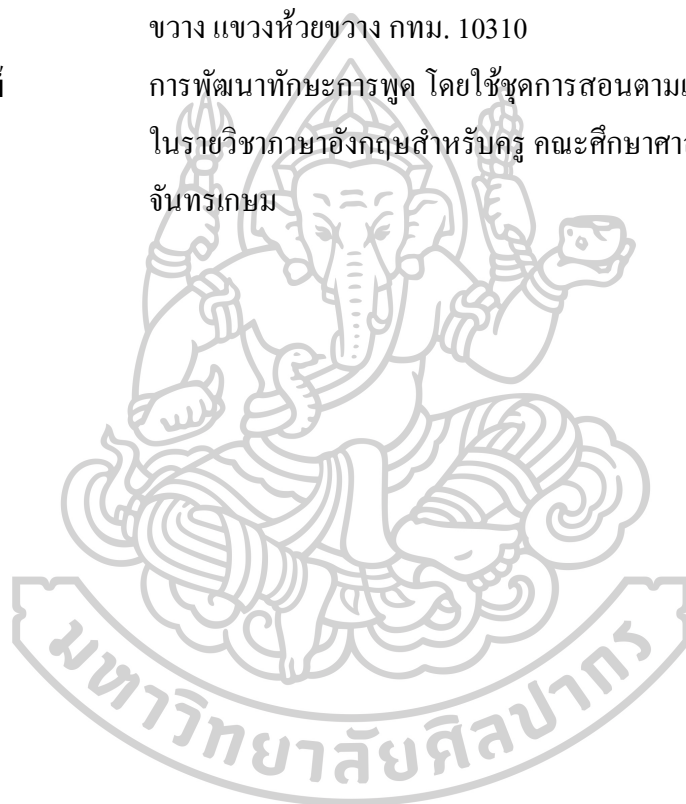 ขวาง แขวงห้วยขวาง กทม. 10310
การพัฒนาทักษะการพูด โดยใช้ชุดการสอนตาม
ในรายวิชาภาษาอังกฤษสำหรับครู คณะศึกษาศา
จันทรเกษม
มหาวิทยาลัยศิลปากร